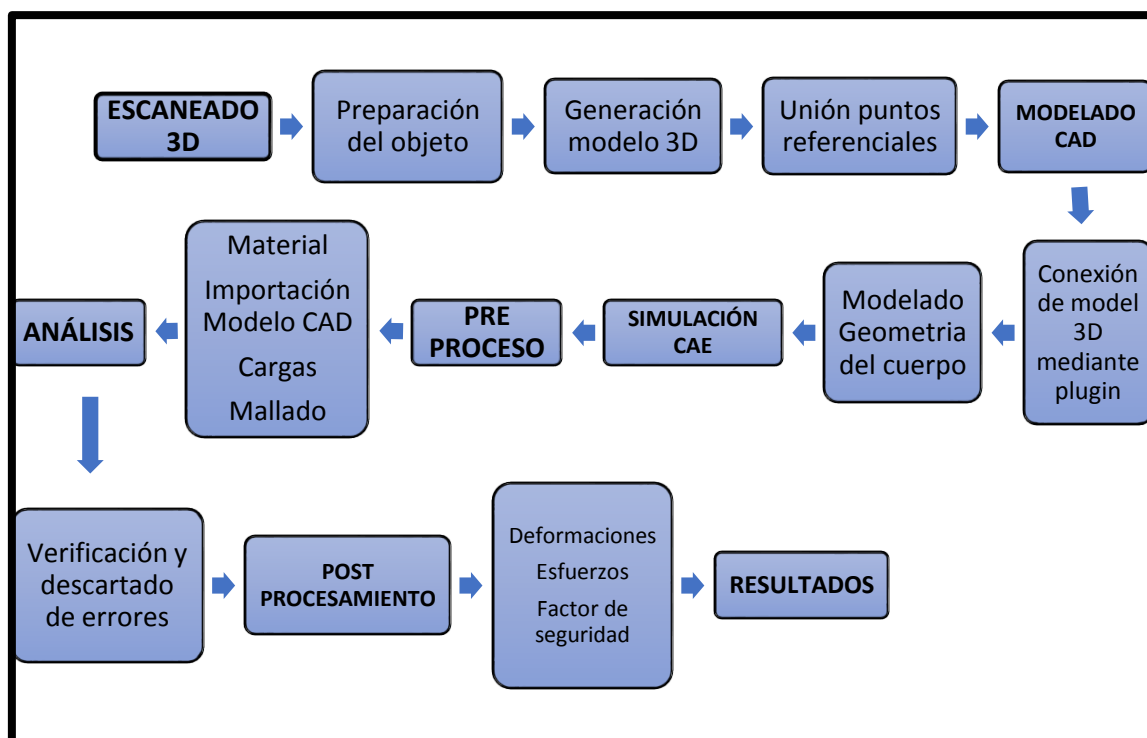 ESCANEADO
3D
Preparación
del objeto
Generación
modelo 3D
Unión puntos
referenciales
MODELADO
CAD
Conexión
de model
3D
mediante
plugin
Modelado
Geometria
del cuerpo
SIMULACIÓN
CAE
PRE
PROCESO
Material
Importación
Modelo CAD
Cargas
Mallado
ANÁLISIS
Verificación y
descartado
de errores
POST
PROCESAMIENTO
Deformaciones
Esfuerzos
Factor de
seguridad
RESULTADOS